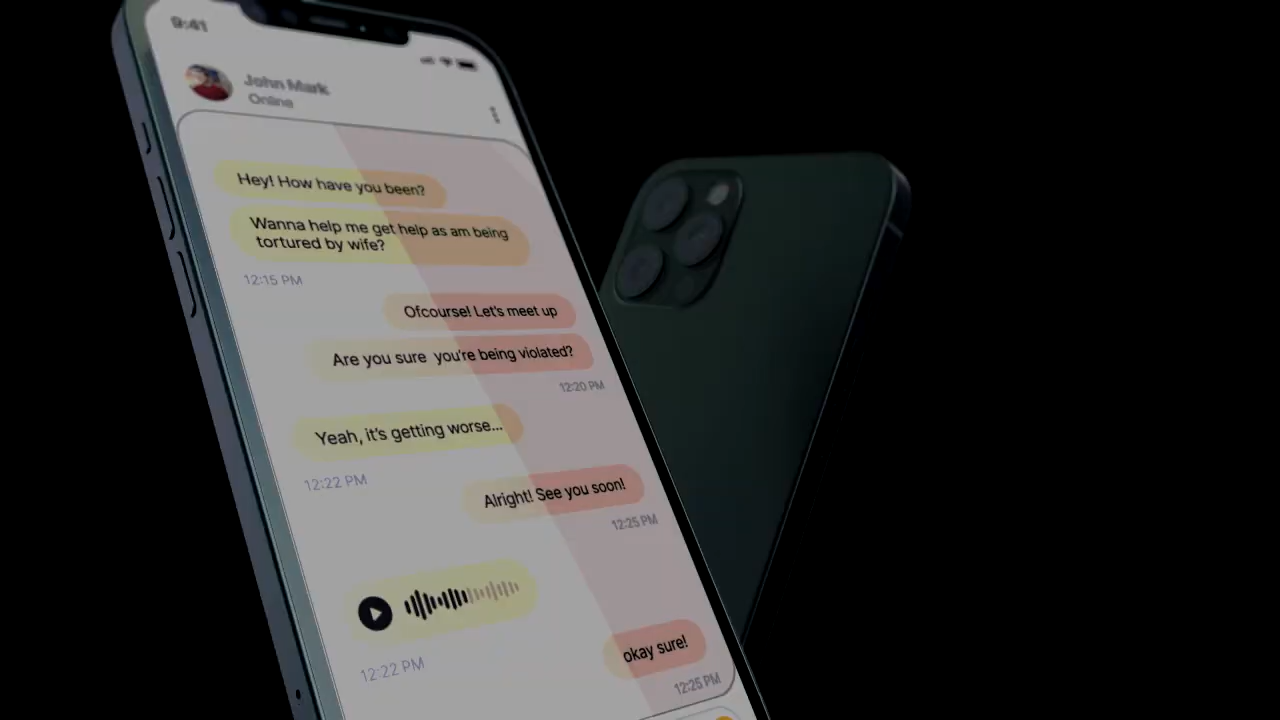 9:41
John Mark
Online
Hey! How have you been?
Wanna help me get help as am being
tortured by wife?
12:15 PM
Ofcourse! Let's meet up
Are you sure you're being violated?
12:20 PM
Yeah, it's getting worse...
12:22 PM
Alright! See you soon!
12:25 PM
12:22 PM
okay sure!
12:25 PM